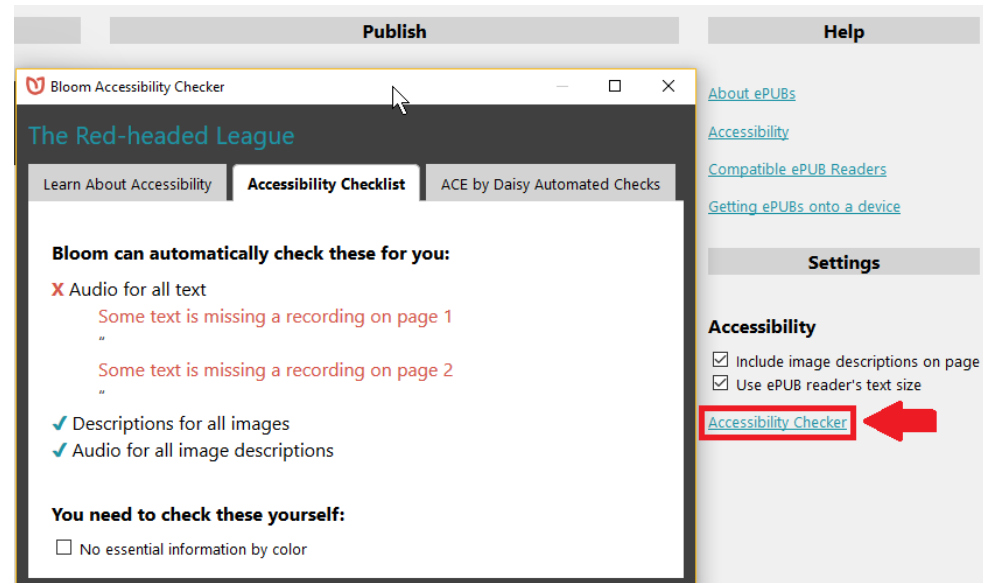 Publish
Help
Bloom Accessibility Checker
The Red-headed League
Learn About Accessibility
Accessibility Checklist
ACE by Daisy Automated Checks
Bloom can automatically check these for you:
X Audio for all text
Some text is missing a recording on page 1
“
Some text is missing a recording on page 2
“
✓ Descriptions for all images
✓ Audio for all image descriptions
You need to check these yourself:
No essential information by color
About ePUBs
Accessibility
Compatible ePUB Readers
Getting ePUBs onto a device
Settings
Accessibility
Include image descriptions on page
Use ePUB reader's text size
Accessibility Checker